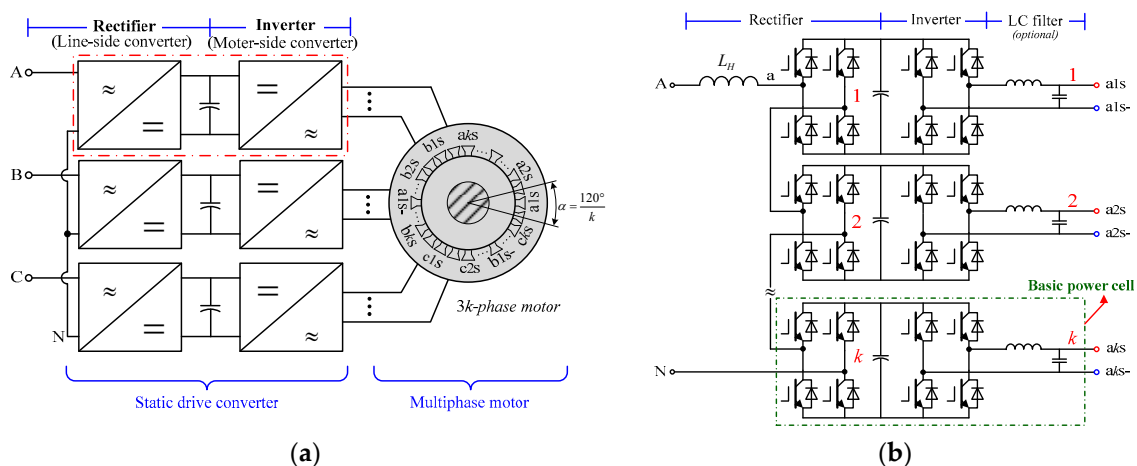 Rectifier
(Line-side converter)
Inverter
(Moter-side converter)
A
B
C
N
≈
=
=
≈
≈
=
=
≈
≈
=
=
≈
aks
b1s
b2s
a1s-
bks
c1s
c2s
b1s-
cks
a1s
a2s
α = 120° / k
3k-phase motor
Static drive converter
Multiphase motor
(a)
Rectifier
Inverter
LC filter
(optional)
A
L_H
a
1
1
a1s
a1s-
2
2
a2s
a2s-
≈
Basic power cell
N
k
k
aks
aks-
(b)